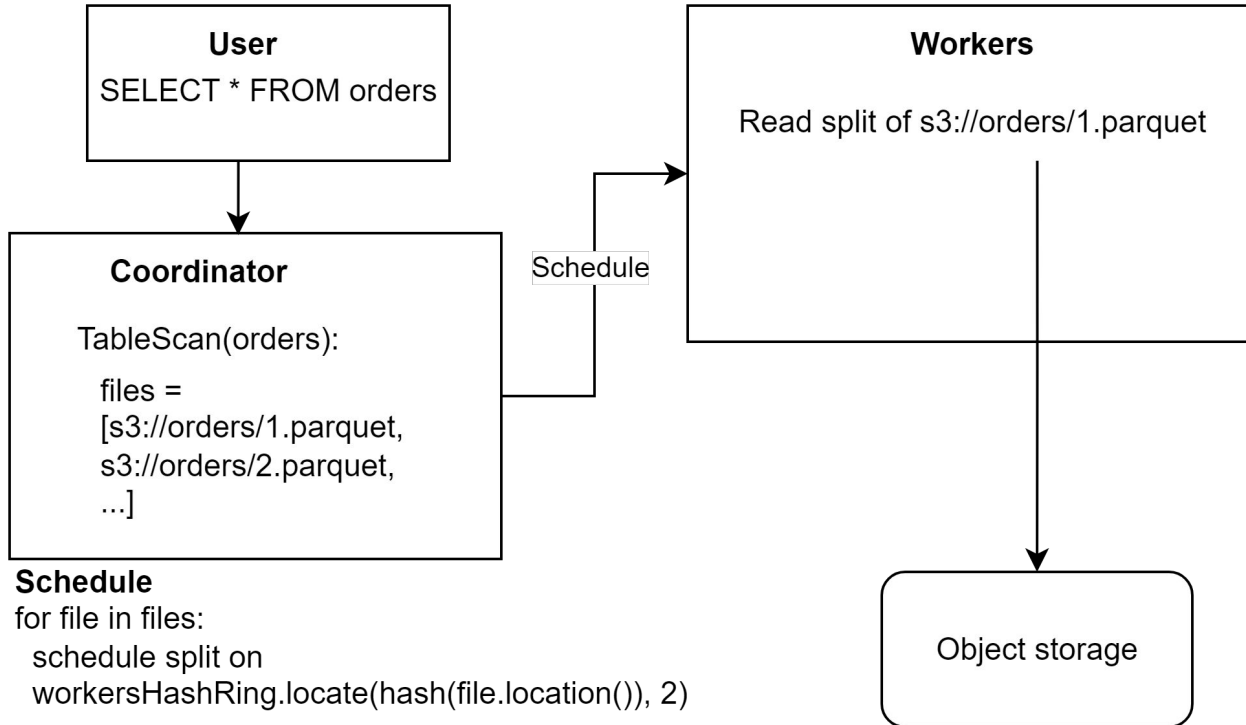 User
SELECT * FROM orders
Coordinator
TableScan(orders):
files =
[s3://orders/1.parquet,
s3://orders/2.parquet,
...]
Schedule
for file in files:
schedule split on
workersHashRing.locate(hash(file.location()), 2)
Schedule
Workers
Read split of s3://orders/1.parquet
Object storage